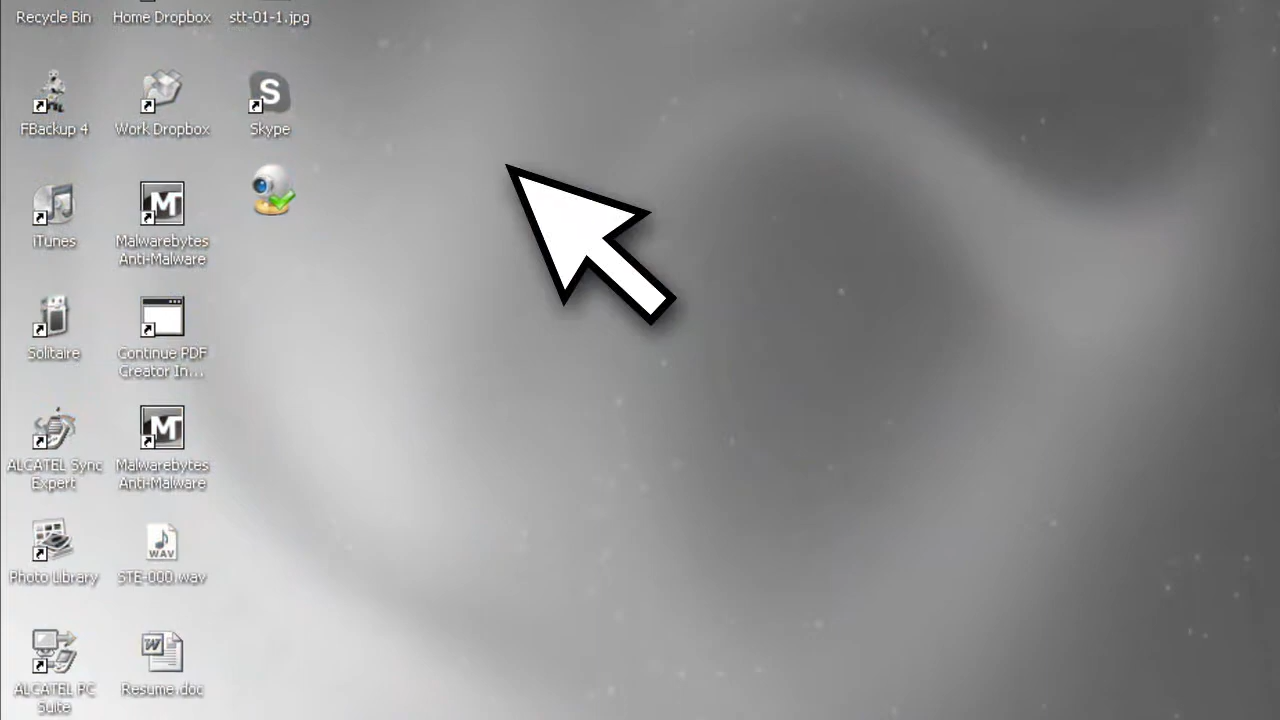 Recycle Bin
Home Dropbox
stt-01-1.jpg
FBackup 4
Work Dropbox
S
Skype
iTunes
M
Malwarebytes
Anti-Malware
Solitaire
Continue PDF
Creator In...
ALCATEL Sync
Expert
M
Malwarebytes
Anti-Malware
Photo Library
WAV
STE-000.wav
ALCATEL PC
Suite
W
Resume.doc